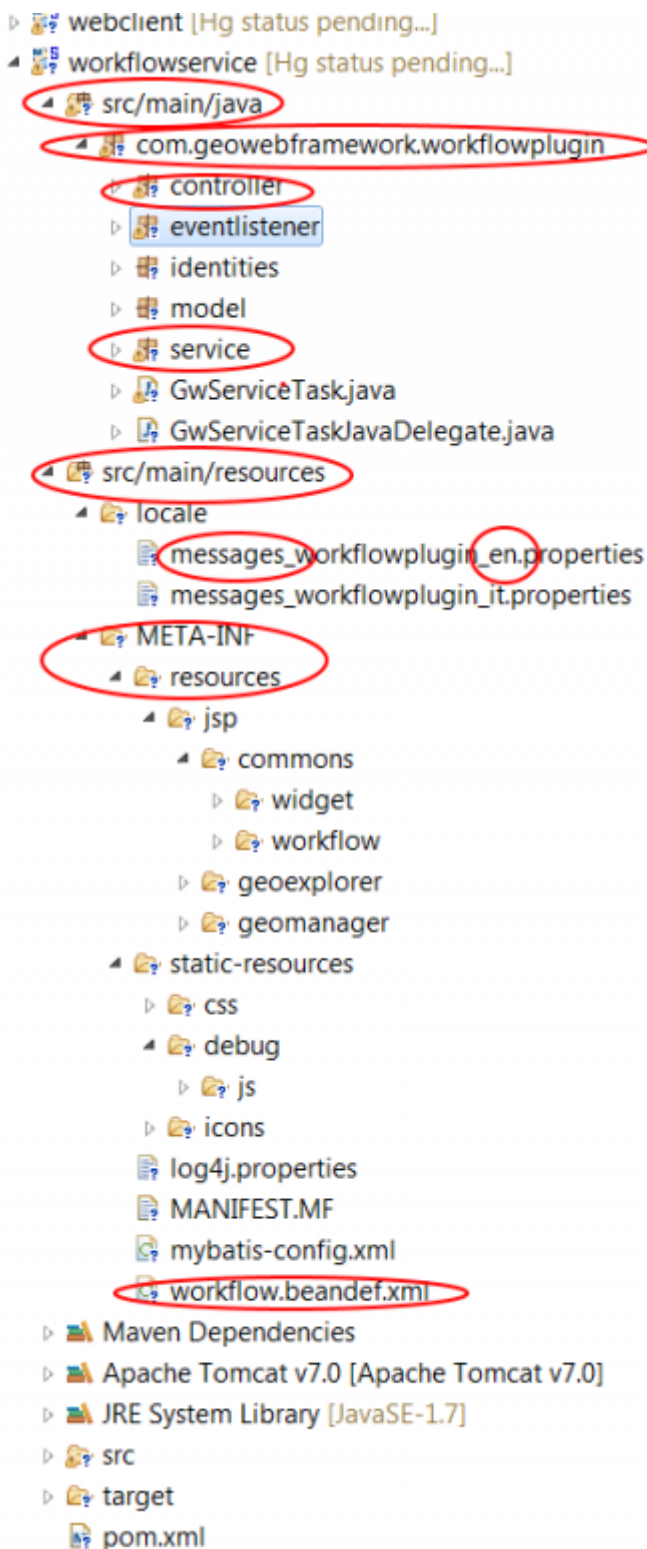 webclient [Hg status pending...]
workflowservice [Hg status pending...]
src/main/java
com.geowebframework.workflowplugin
controller
eventlistener
identities
model
service
GwServiceTask.java
GwServiceTaskJavaDelegate.java
src/main/resources
locale
messages_workflowplugin_en.properties
messages_workflowplugin_it.properties
META-INF
resources
jsp
commons
widget
workflow
geoexplorer
geomanager
static-resources
css
debug
js
icons
log4j.properties
MANIFEST.MF
mybatis-config.xml
workflow.beandef.xml
Maven Dependencies
Apache Tomcat v7.0 [Apache Tomcat v7.0]
JRE System Library [JavaSE-1.7]
src
target
pom.xml